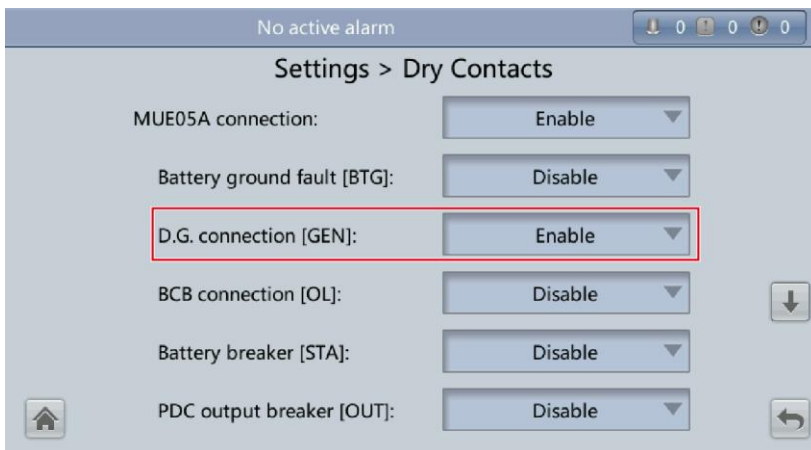 No active alarm 0 0 0
Settings > Dry Contacts
MUE05A connection: Enable
Battery ground fault [BTG]: Disable
D.G. connection [GEN]: Enable
BCB connection [OL]: Disable
Battery breaker [STA]: Disable
PDC output breaker [OUT]: Disable